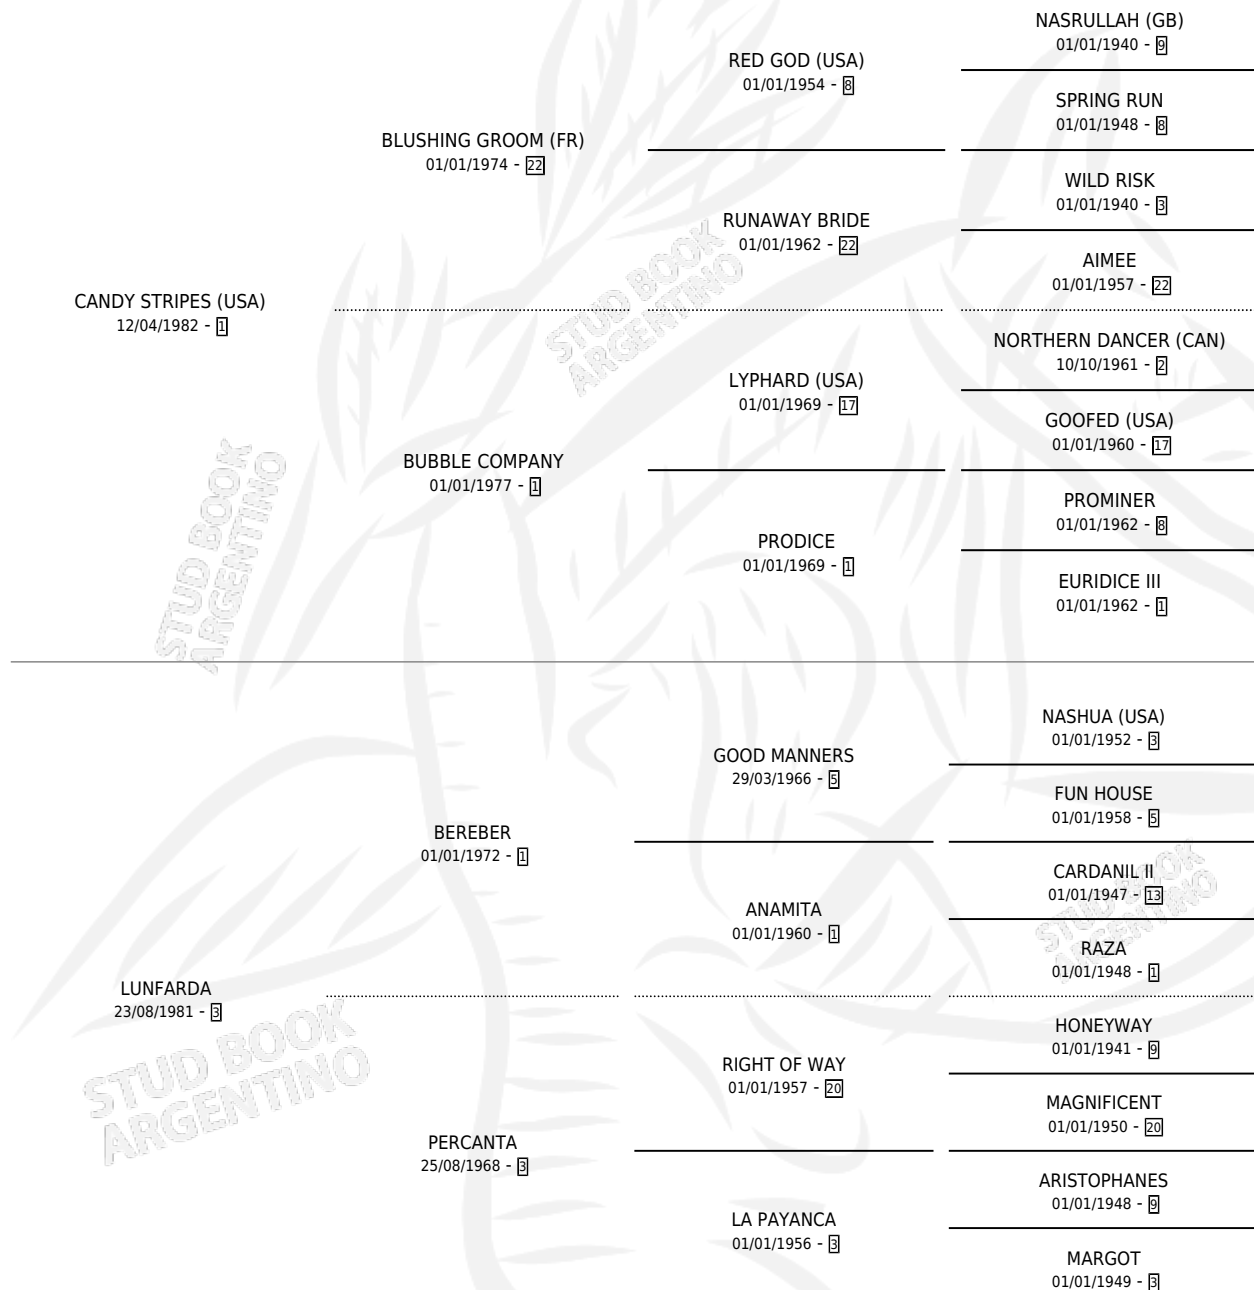 NASRULLAH (GB)
01/01/1940 - 9
RED GOD (USA)
01/01/1954 - 8
SPRING RUN
01/01/1948 - 8
BLUSHING GROOM (FR)
01/01/1974 - 22
WILD RISK
01/01/1940 - 3
RUNAWAY BRIDE
01/01/1962 - 22
AIMEE
01/01/1957 - 22
CANDY STRIPES (USA)
12/04/1982 - 1
NORTHERN DANCER (CAN)
10/10/1961 - 2
LYPHARD (USA)
01/01/1969 - 17
GOOFED (USA)
01/01/1960 - 17
BUBBLE COMPANY
01/01/1977 - 1
PROMINER
01/01/1962 - 8
PRODICE
01/01/1969 - 1
EURIDICE III
01/01/1962 - 1
NASHUA (USA)
01/01/1952 - 3
GOOD MANNERS
29/03/1966 - 5
FUN HOUSE
01/01/1958 - 5
BEREBER
01/01/1972 - 1
CARDANIL II
01/01/1947 - 13
ANAMITA
01/01/1960 - 1
RAZA
01/01/1948 - 1
LUNFARDA
23/08/1981 - 3
HONEYWAY
01/01/1941 - 9
RIGHT OF WAY
01/01/1957 - 20
MAGNIFICENT
01/01/1950 - 20
PERCANTA
25/08/1968 - 3
ARISTOPHANES
01/01/1948 - 9
LA PAYANCA
01/01/1956 - 3
MARGOT
01/01/1949 - 3
STUD BOOK
ARGENTINO
STUD BOOK
ARGENTINO
STUD BOOK
ARGENTINO
STUD BOOK
ARGENTINO